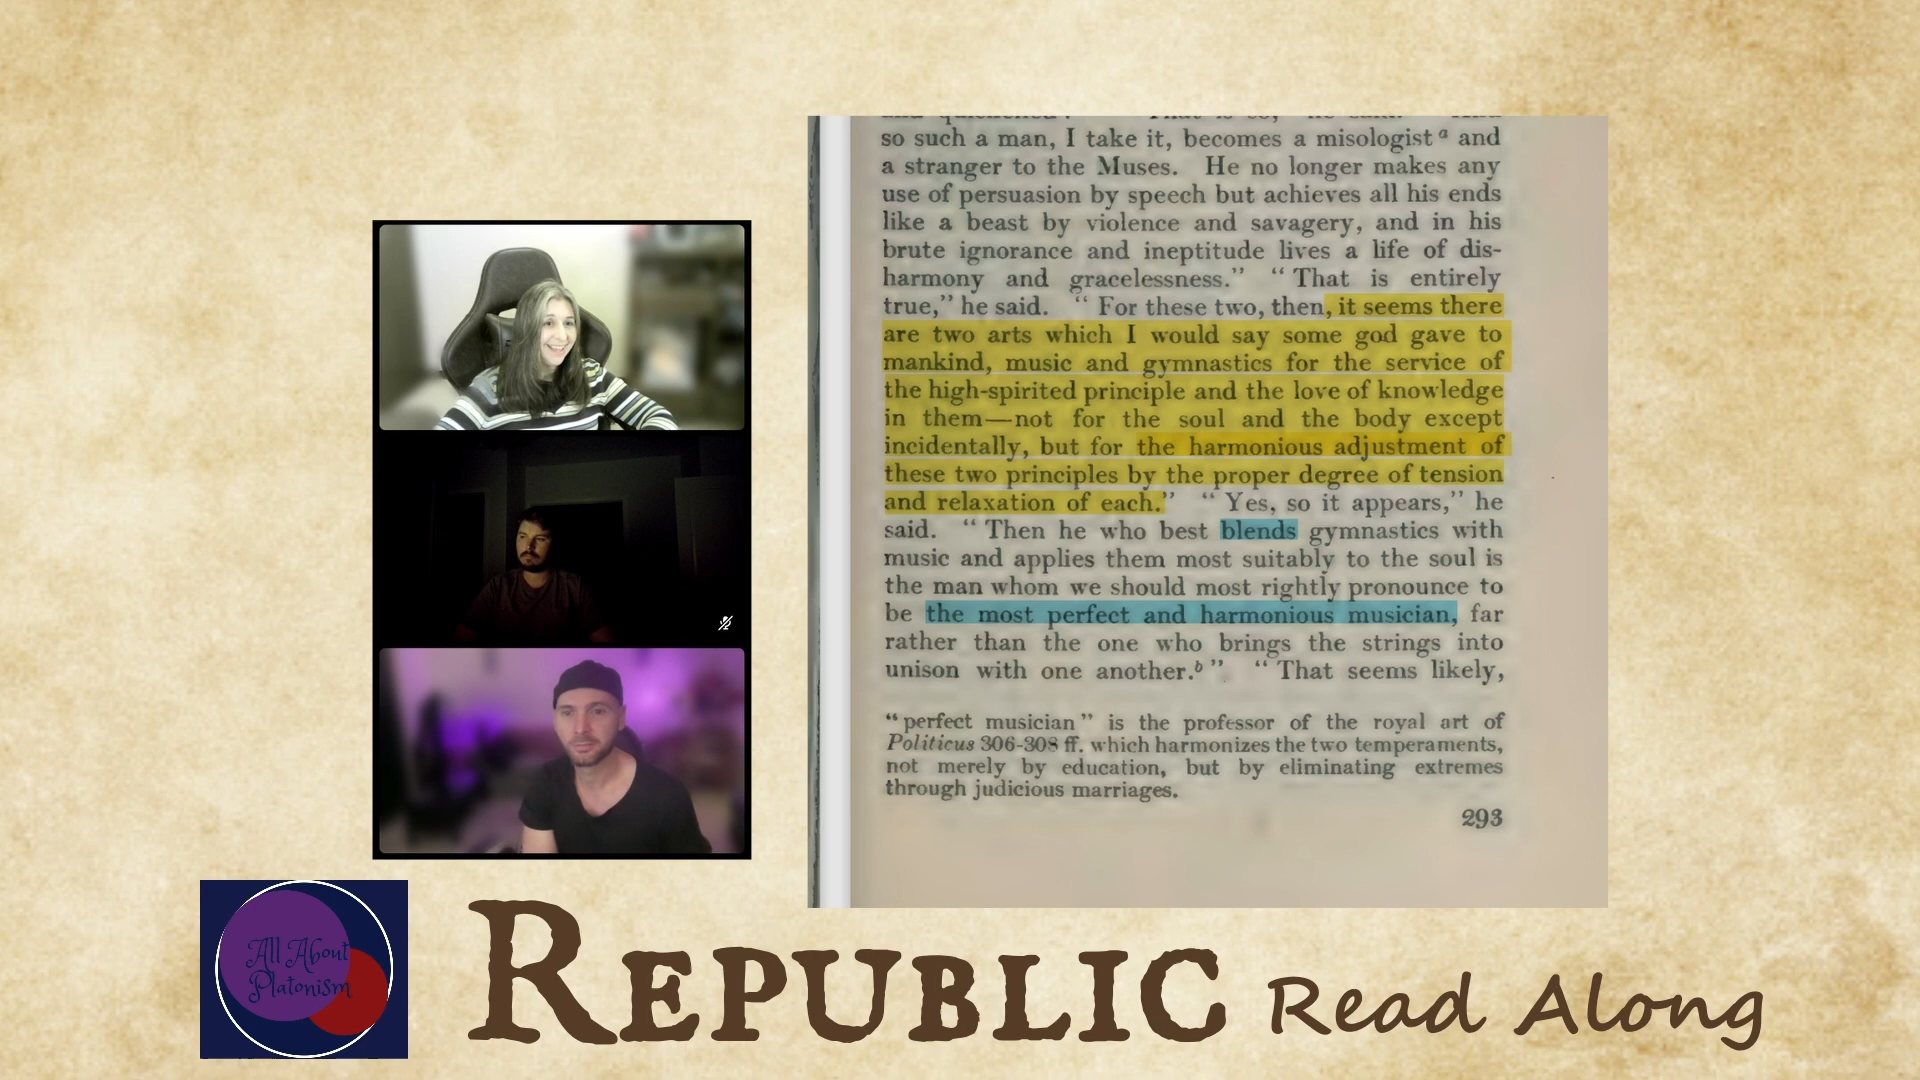 so such a man, I take it, becomes a misologist ᵃ and
a stranger to the Muses. He no longer makes any
use of persuasion by speech but achieves all his ends
like a beast by violence and savagery, and in his
brute ignorance and ineptitude lives a life of dis-
harmony and gracelessness.” “ That is entirely
true,” he said. “ For these two, then, it seems there
are two arts which I would say some god gave to
mankind, music and gymnastics for the service of
the high-spirited principle and the love of knowledge
in them—not for the soul and the body except
incidentally, but for the harmonious adjustment of
these two principles by the proper degree of tension
and relaxation of each.” “ Yes, so it appears,” he
said. “ Then he who best blends gymnastics with
music and applies them most suitably to the soul is
the man whom we should most rightly pronounce to
be the most perfect and harmonious musician, far
rather than the one who brings the strings into
unison with one another.ᵇ ” “ That seems likely,
“ perfect musician ” is the professor of the royal art of
Politicus 306-308 ff. which harmonizes the two temperaments,
not merely by education, but by eliminating extremes
through judicious marriages.
293
All About
Platonism
REPUBLIC Read Along